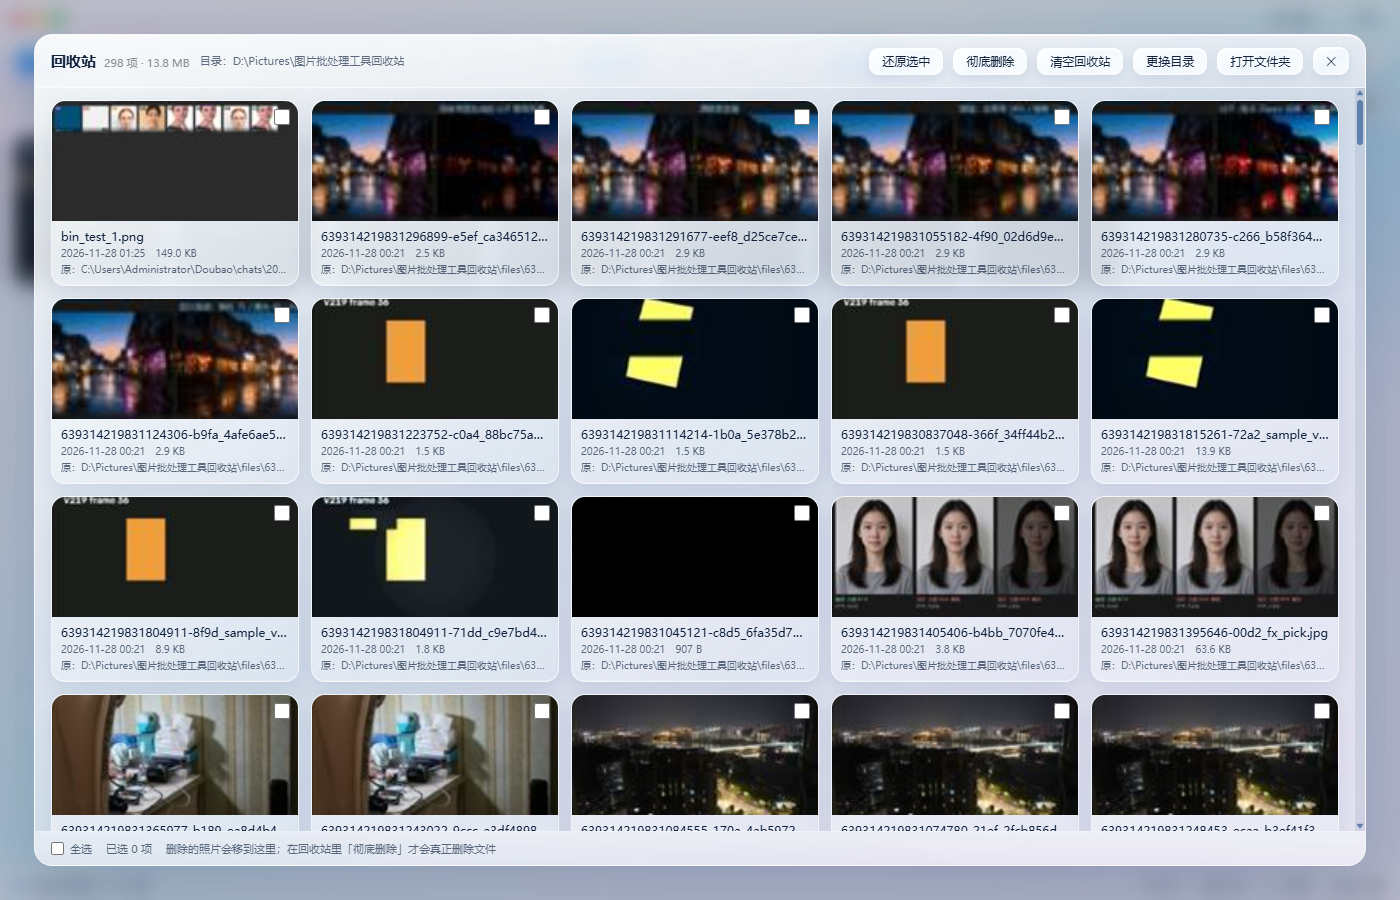 回收站 298 项 · 13.8 MB 目录：D:\Pictures\图片批处理工具回收站
还原选中 彻底删除 清空回收站 更换目录 打开文件夹 ×
bin_test_1.png
2026-11-28 01:25 149.0 KB
原：C:\Users\Administrator\Doubao\chats\20...
639314219831296899-e5ef_ca346512...
2026-11-28 00:21 2.5 KB
原：D:\Pictures\图片批处理工具回收站\files\63...
639314219831291677-eef8_d25ce7ce...
2026-11-28 00:21 2.9 KB
原：D:\Pictures\图片批处理工具回收站\files\63...
639314219831055182-4f90_02d6d9e...
2026-11-28 00:21 2.9 KB
原：D:\Pictures\图片批处理工具回收站\files\63...
639314219831280735-c266_b58f364...
2026-11-28 00:21 2.9 KB
原：D:\Pictures\图片批处理工具回收站\files\63...
639314219831124306-b9fa_4afe6ae5...
2026-11-28 00:21 2.9 KB
原：D:\Pictures\图片批处理工具回收站\files\63...
V219 frame 36
639314219831223752-c0a4_88bc75a...
2026-11-28 00:21 1.5 KB
原：D:\Pictures\图片批处理工具回收站\files\63...
639314219831114214-1b0a_5e378b2...
2026-11-28 00:21 1.5 KB
原：D:\Pictures\图片批处理工具回收站\files\63...
V219 frame 36
639314219830837048-366f_34ff44b2...
2026-11-28 00:21 1.5 KB
原：D:\Pictures\图片批处理工具回收站\files\63...
639314219831815261-72a2_sample_v...
2026-11-28 00:21 13.9 KB
原：D:\Pictures\图片批处理工具回收站\files\63...
V219 frame 36
639314219831804911-8f9d_sample_v...
2026-11-28 00:21 8.9 KB
原：D:\Pictures\图片批处理工具回收站\files\63...
V219 frame 36
639314219831804911-71dd_c9e7bd4...
2026-11-28 00:21 1.8 KB
原：D:\Pictures\图片批处理工具回收站\files\63...
639314219831045121-c8d5_6fa35d7...
2026-11-28 00:21 907 B
原：D:\Pictures\图片批处理工具回收站\files\63...
639314219831405406-b4bb_7070fe4...
2026-11-28 00:21 3.8 KB
原：D:\Pictures\图片批处理工具回收站\files\63...
639314219831395646-00d2_fx_pick.jpg
2026-11-28 00:21 63.6 KB
原：D:\Pictures\图片批处理工具回收站\files\63...
全选 已选 0 项 删除的照片会移到这里；在回收站里「彻底删除」才会真正删除文件